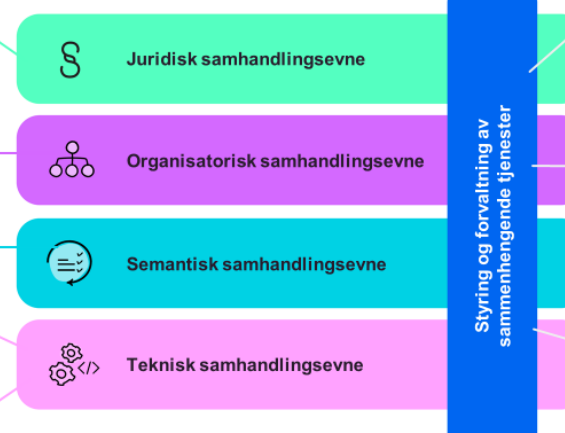 Juridisk samhandlingsevne
Organisatorisk samhandlingsevne
Semantisk samhandlingsevne
Teknisk samhandlingsevne
Styring og forvaltning av
sammenhengende tjenester